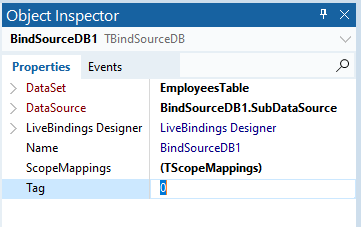 Object Inspector
BindSourceDB1 TBindSourceDB
Properties Events
DataSet EmployeesTable
DataSource BindSourceDB1.SubDataSource
LiveBindings Designer LiveBindings Designer
Name BindSourceDB1
ScopeMappings (TScopeMappings)
Tag 0